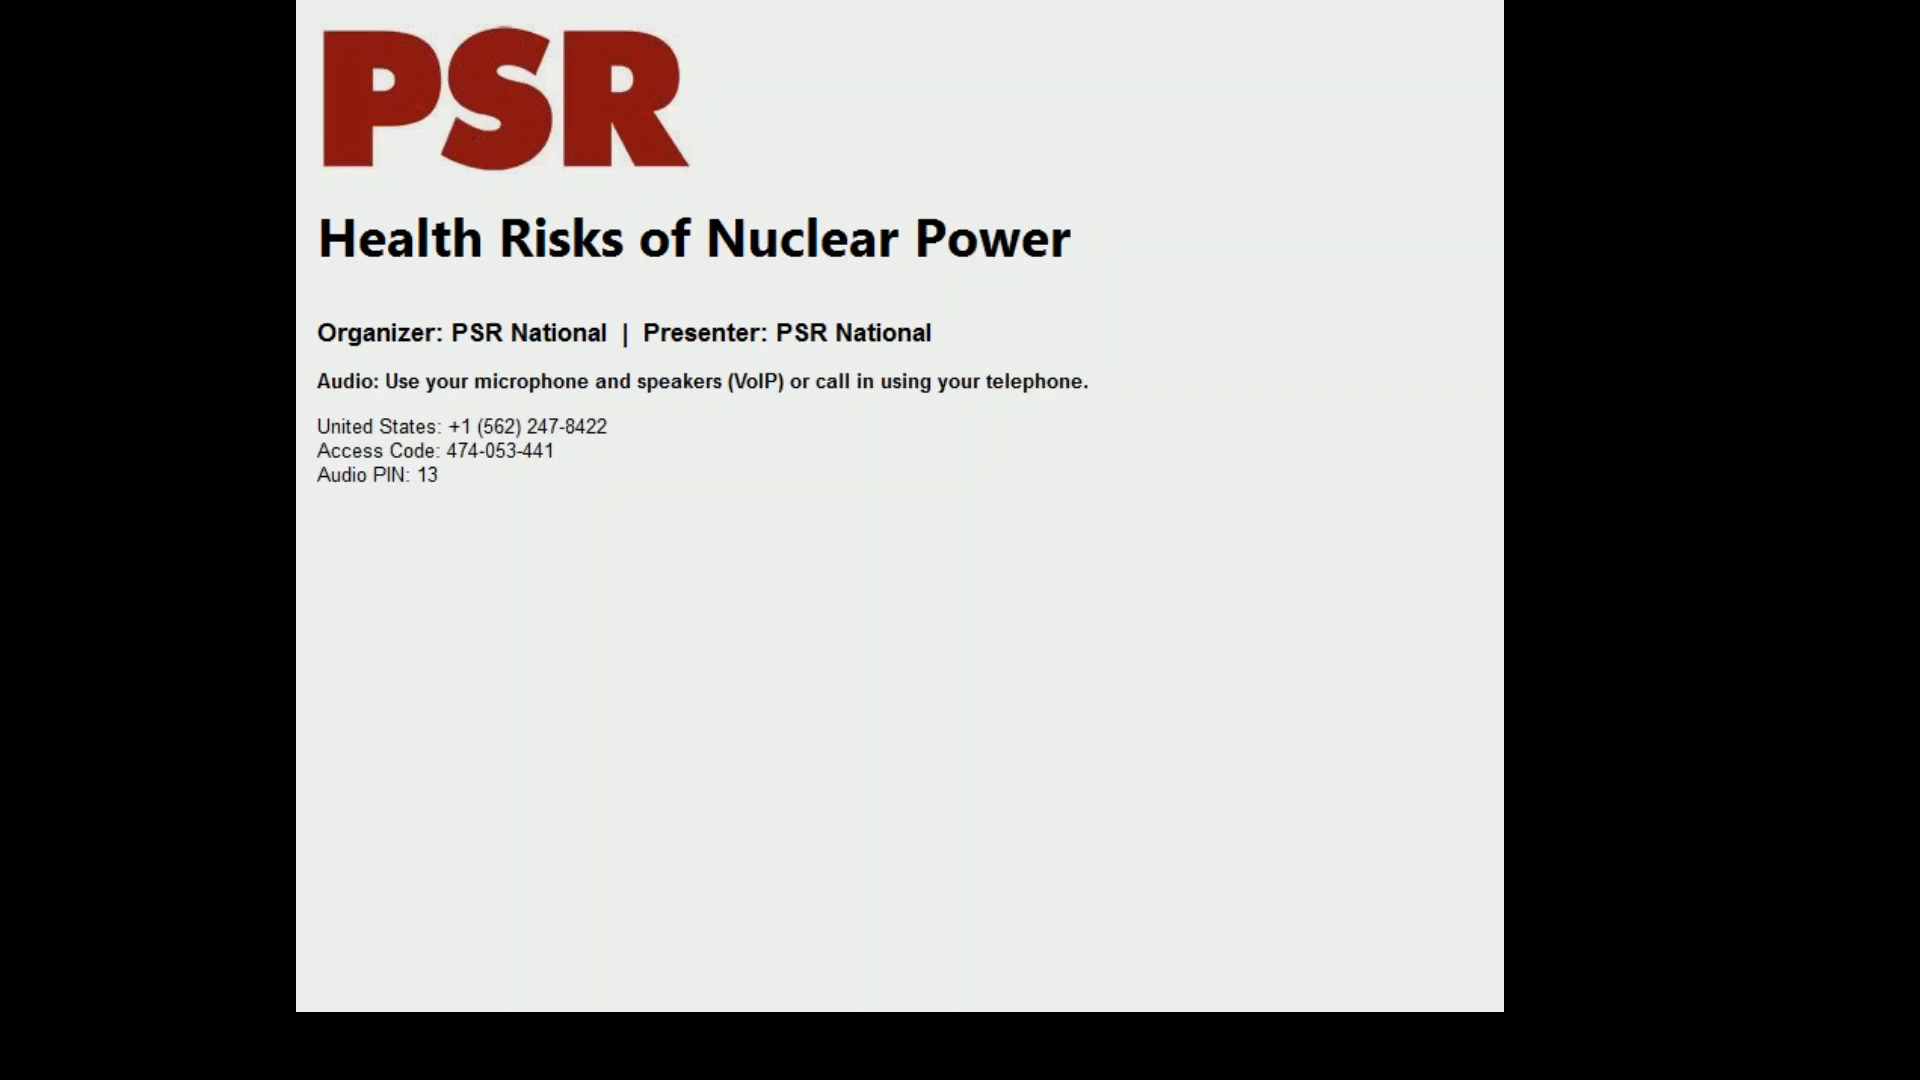 PSR
Health Risks of Nuclear Power
Organizer: PSR National | Presenter: PSR National
Audio: Use your microphone and speakers (VoIP) or call in using your telephone.
United States: +1 (562) 247-8422
Access Code: 474-053-441
Audio PIN: 13